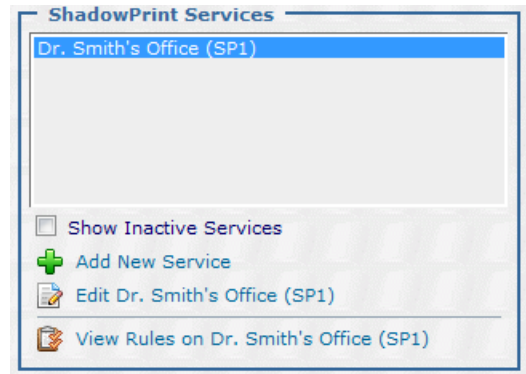 ShadowPrint Services
Dr. Smith's Office (SP1)
Show Inactive Services
Add New Service
Edit Dr. Smith's Office (SP1)
View Rules on Dr. Smith's Office (SP1)